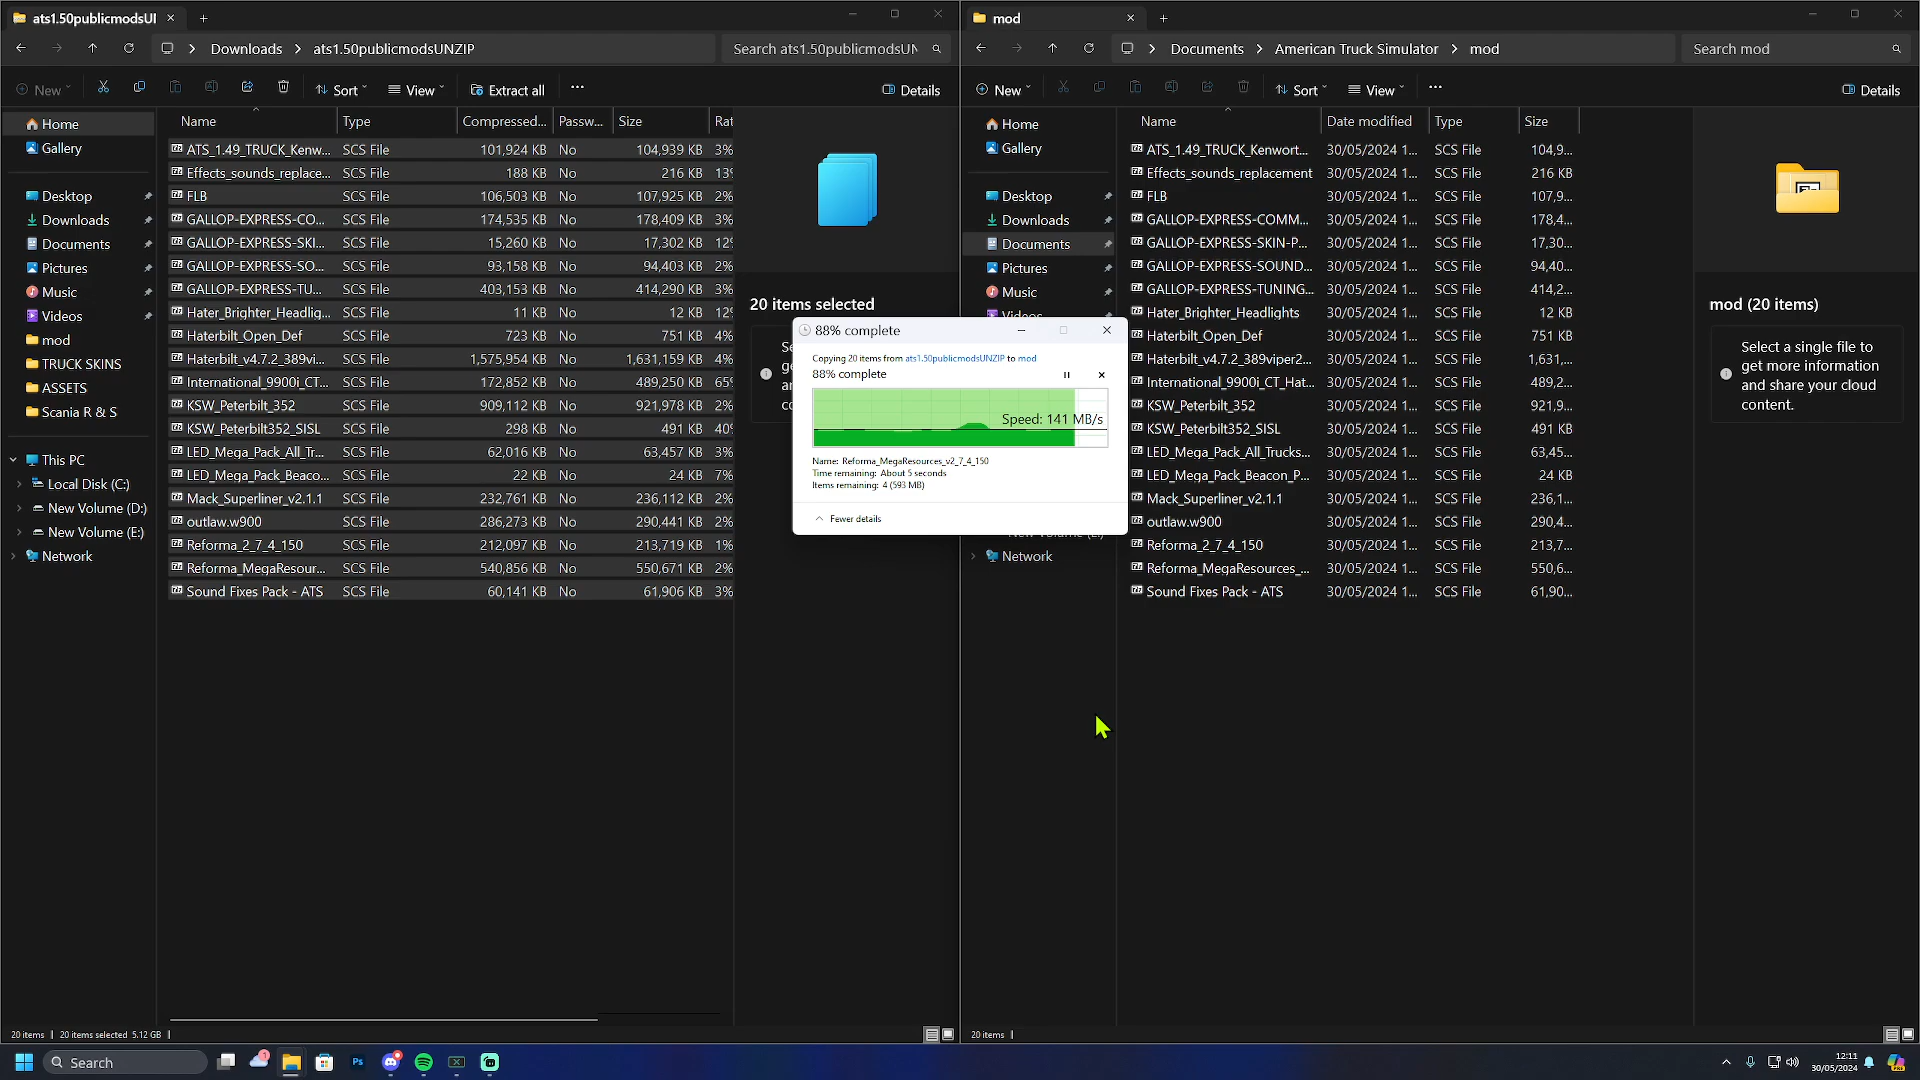 ats1.50publicmodsUI
Downloads > ats1.50publicmodsUNZIP
Search ats1.50publicmodsUN
New
Sort
View
Extract all
Details
Name Type Compressed... Passw... Size Rat
Home
Gallery
Desktop
Downloads
Documents
Pictures
Music
Videos
mod
TRUCK SKINS
ASSETS
Scania R & S
This PC
Local Disk (C:)
New Volume (D:)
New Volume (E:)
Network
ATS_1.49_TRUCK_Kenw... SCS File 101,924 KB No 104,939 KB 3%
Effects_sounds_replace... SCS File 188 KB No 216 KB 13%
FLB SCS File 106,503 KB No 107,925 KB 2%
GALLOP-EXPRESS-CO... SCS File 174,535 KB No 178,409 KB 3%
GALLOP-EXPRESS-SKI... SCS File 15,260 KB No 17,302 KB 12%
GALLOP-EXPRESS-SO... SCS File 93,158 KB No 94,403 KB 2%
GALLOP-EXPRESS-TU... SCS File 403,153 KB No 414,290 KB 3%
Hater_Brighter_Headlig... SCS File 11 KB No 12 KB 12%
Haterbilt_Open_Def SCS File 723 KB No 751 KB 4%
Haterbilt_v4.7.2_389vi... SCS File 1,575,954 KB No 1,631,159 KB 4%
International_9900i_CT... SCS File 172,852 KB No 489,250 KB 65%
KSW_Peterbilt_352 SCS File 909,112 KB No 921,978 KB 2%
KSW_Peterbilt352_SISL SCS File 298 KB No 491 KB 40%
LED_Mega_Pack_All_Tr... SCS File 62,016 KB No 63,457 KB 3%
LED_Mega_Pack_Beaco... SCS File 22 KB No 24 KB 7%
Mack_Superliner_v2.1.1 SCS File 232,761 KB No 236,112 KB 2%
outlaw.w900 SCS File 286,273 KB No 290,441 KB 2%
Reforma_2_7_4_150 SCS File 212,097 KB No 213,719 KB 1%
Reforma_MegaResour... SCS File 540,856 KB No 550,671 KB 2%
Sound Fixes Pack - ATS SCS File 60,141 KB No 61,906 KB 3%
20 items selected
20 items
20 items selected 5.12 GB
88% complete
Copying 20 items from ats1.50publicmodsUNZIP to mod
88% complete
Speed: 141 MB/s
Name: Reforma_MegaResources_v2_7_4_150
Time remaining: About 5 seconds
Items remaining: 4 (593 MB)
Fewer details
mod
Documents > American Truck Simulator > mod
Search mod
New
Sort
View
Details
Name Date modified Type Size
Home
Gallery
Desktop
Downloads
Documents
Pictures
Music
Videos
New Volume (E:)
Network
ATS_1.49_TRUCK_Kenwort... 30/05/2024 1... SCS File 104,9...
Effects_sounds_replacement 30/05/2024 1... SCS File 216 KB
FLB 30/05/2024 1... SCS File 107,9...
GALLOP-EXPRESS-COMM... 30/05/2024 1... SCS File 178,4...
GALLOP-EXPRESS-SKIN-P... 30/05/2024 1... SCS File 17,30...
GALLOP-EXPRESS-SOUND... 30/05/2024 1... SCS File 94,40...
GALLOP-EXPRESS-TUNING... 30/05/2024 1... SCS File 414,2...
Hater_Brighter_Headlights 30/05/2024 1... SCS File 12 KB
Haterbilt_Open_Def 30/05/2024 1... SCS File 751 KB
Haterbilt_v4.7.2_389viper2... 30/05/2024 1... SCS File 1,631,...
International_9900i_CT_Hat... 30/05/2024 1... SCS File 489,2...
KSW_Peterbilt_352 30/05/2024 1... SCS File 921,9...
KSW_Peterbilt352_SISL 30/05/2024 1... SCS File 491 KB
LED_Mega_Pack_All_Trucks... 30/05/2024 1... SCS File 63,45...
LED_Mega_Pack_Beacon_P... 30/05/2024 1... SCS File 24 KB
Mack_Superliner_v2.1.1 30/05/2024 1... SCS File 236,1...
outlaw.w900 30/05/2024 1... SCS File 290,4...
Reforma_2_7_4_150 30/05/2024 1... SCS File 213,7...
Reforma_MegaResources_... 30/05/2024 1... SCS File 550,6...
Sound Fixes Pack - ATS 30/05/2024 1... SCS File 61,90...
mod (20 items)
Select a single file to
get more information
and share your cloud
content.
20 items
Search
Ps
12:11
30/05/2024